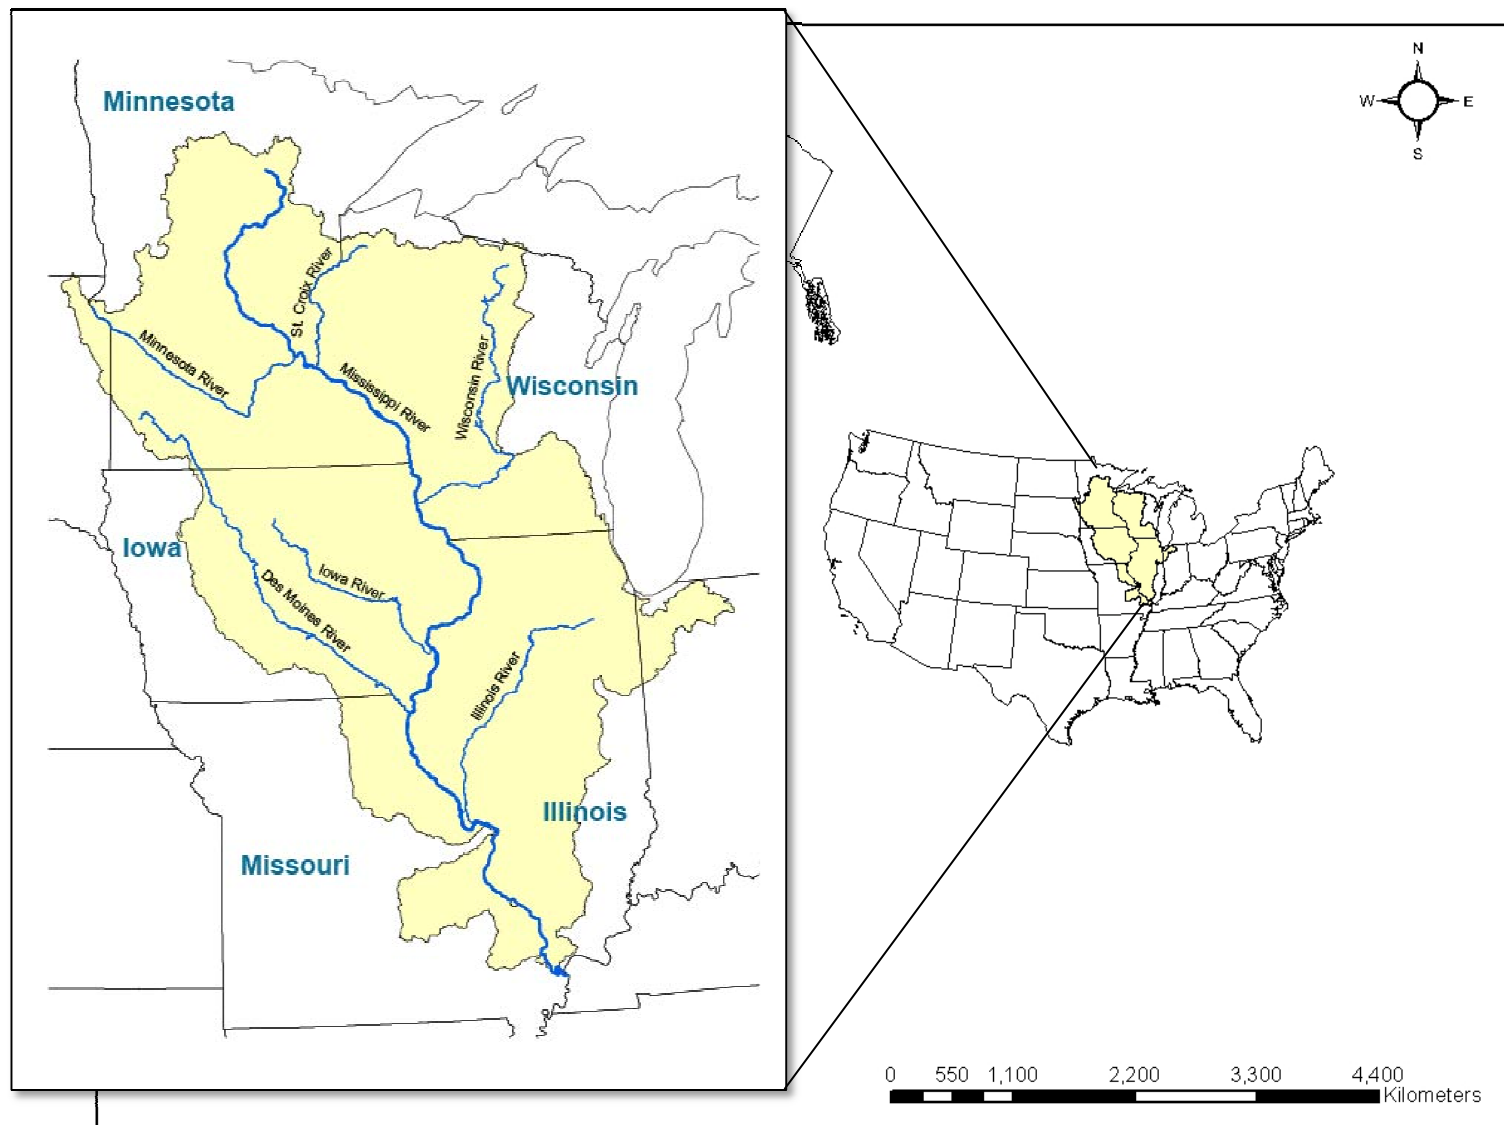 Minnesota
St. Croix River
Minnesota River
Mississippi River
Wisconsin River
Wisconsin
Iowa
Iowa River
Des Moines River
Illinois River
Illinois
Missouri
N
W E
S
0 550 1,100 2,200 3,300 4,400
Kilometers